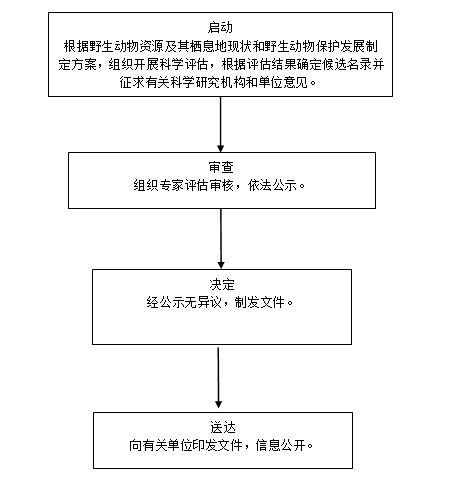 启动
根据野生动物资源及其栖息地现状和野生动物保护发展制
定方案，组织开展科学评估，根据评估结果确定候选名录并
征求有关科学研究机构和单位意见。
审查
组织专家评估审核，依法公示。
决定
经公示无异议，制发文件。
送达
向有关单位印发文件，信息公开。